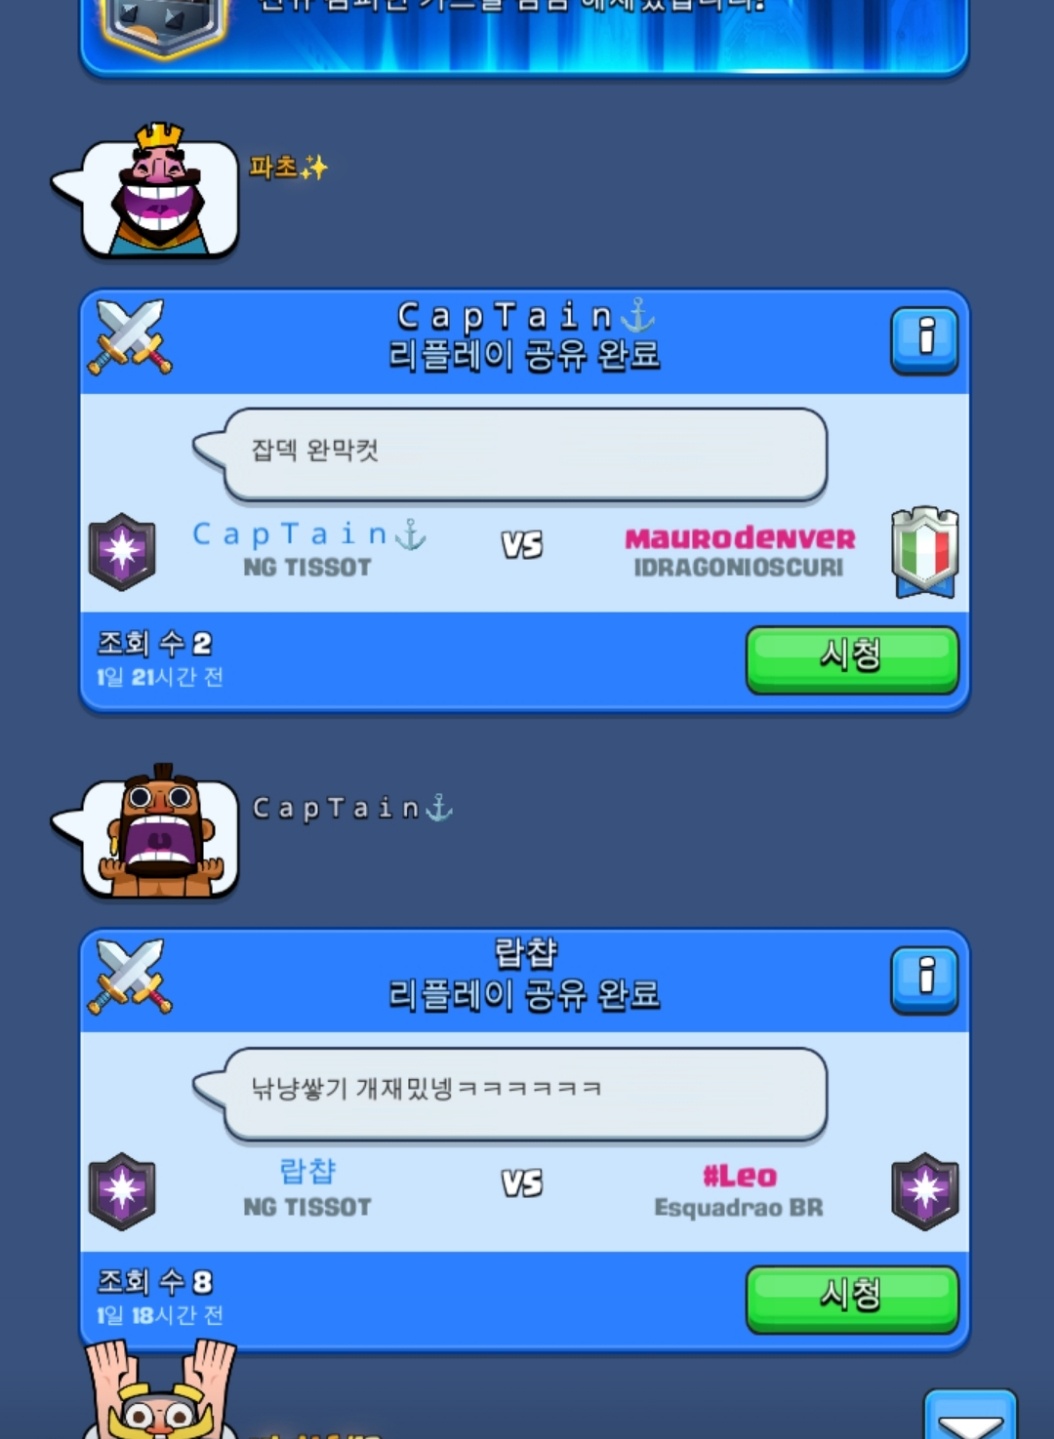 파초✨
CapTain⚓
리플레이 공유 완료
잡덱 완막컷
CapTain⚓ VS MauroDENVER
NG TISSOT IDRAGONIOSCURI
조회 수 2
1일 21시간 전
시청
CapTain⚓
랍챱
리플레이 공유 완료
낚냥쌓기 개재밌넹ㅋㅋㅋㅋㅋㅋ
랍챱 VS #Leo
NG TISSOT Esquadrao BR
조회 수 8
1일 18시간 전
시청